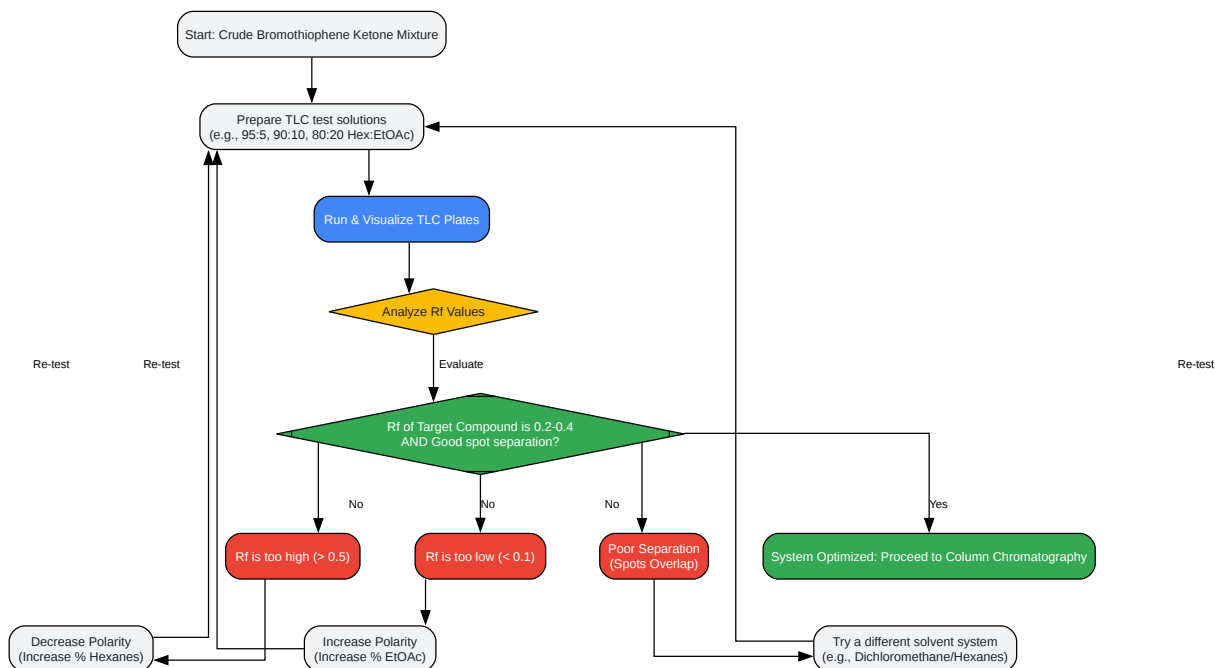 Start: Crude Bromothiophene Ketone Mixture
Prepare TLC test solutions
(e.g., 95:5, 90:10, 80:20 Hex:EtOAc)
Run & Visualize TLC Plates
Analyze Rf Values
Re-test
Re-test
Evaluate
Re-test
Rf of Target Compound is 0.2-0.4
AND Good spot separation?
No
No
No
Yes
Rf is too high (> 0.5)
Rf is too low (< 0.1)
Poor Separation
(Spots Overlap)
System Optimized: Proceed to Column Chromatography
Decrease Polarity
(Increase % Hexanes)
Increase Polarity
(Increase % EtOAc)
Try a different solvent system
(e.g., Dichloromethane/Hexanes)